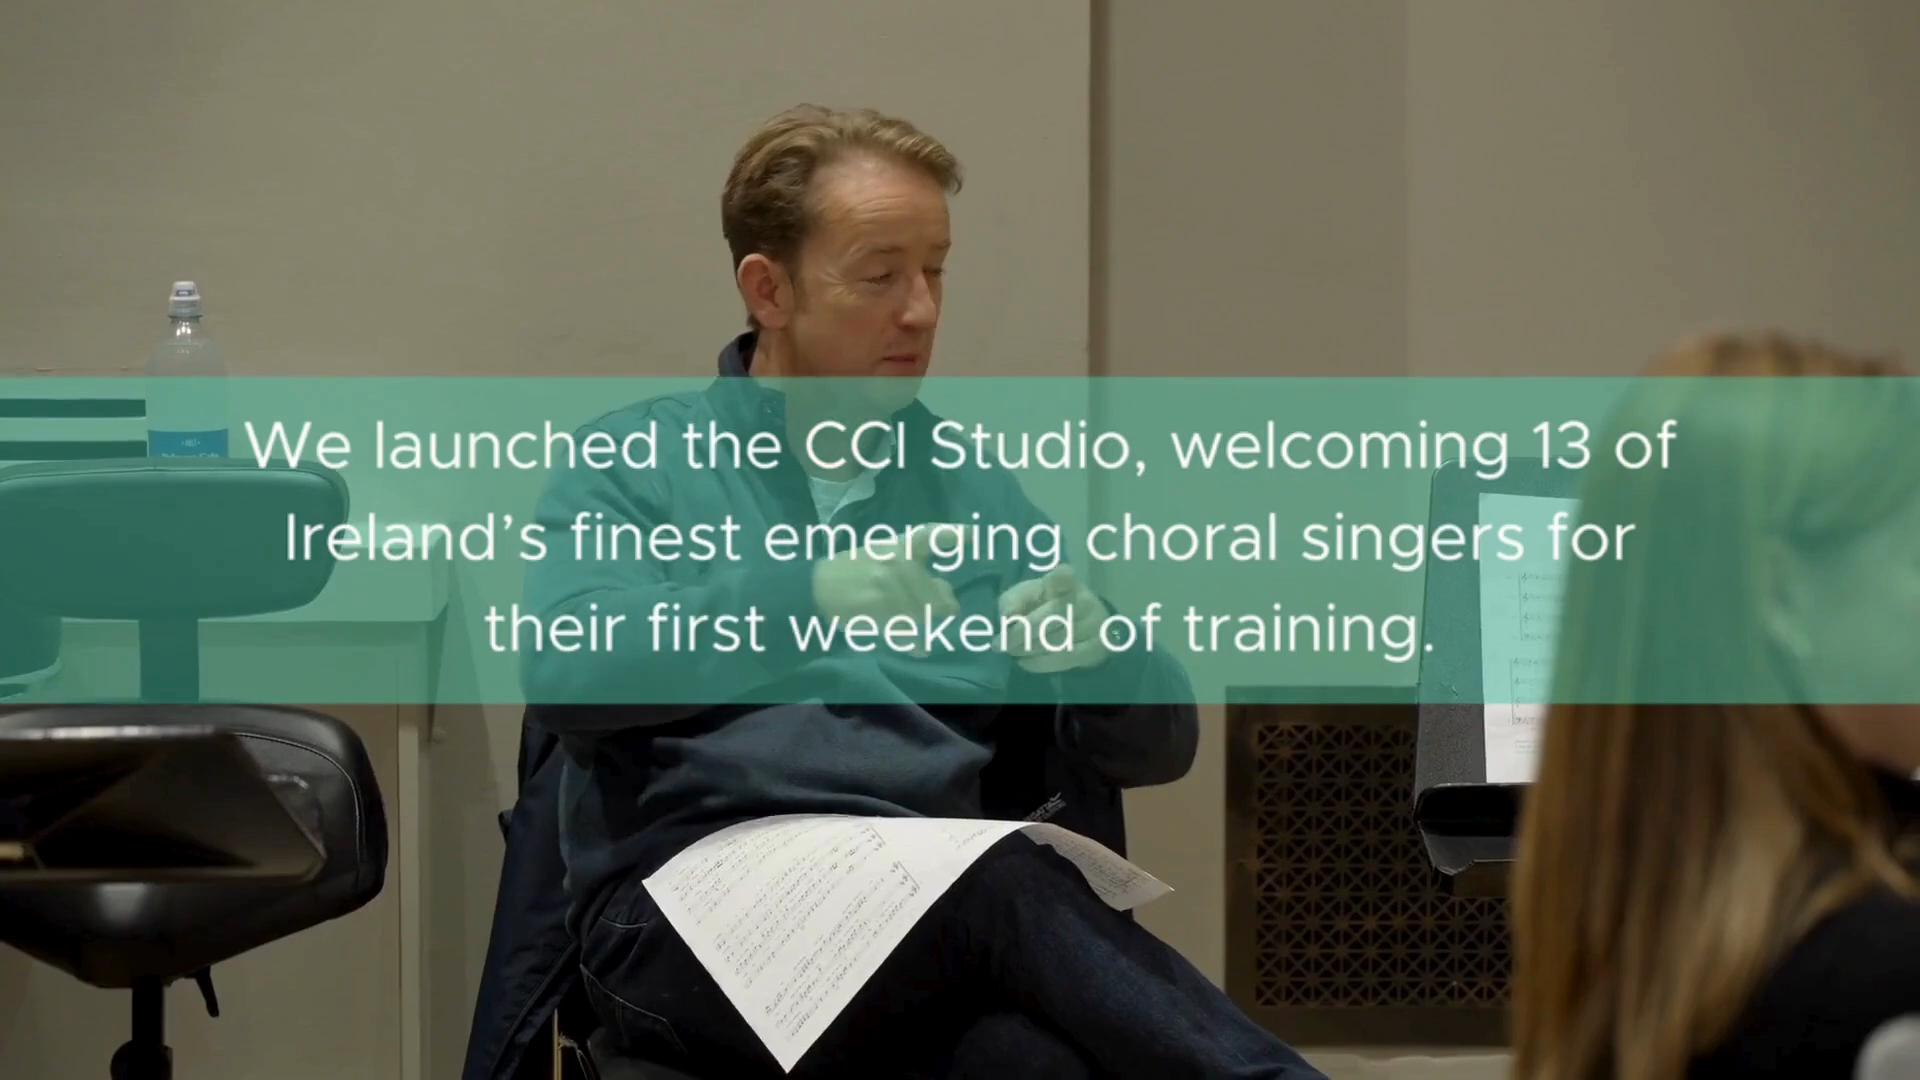 We launched the CCI Studio, welcoming 13 of
Ireland’s finest emerging choral singers for
their first weekend of training.